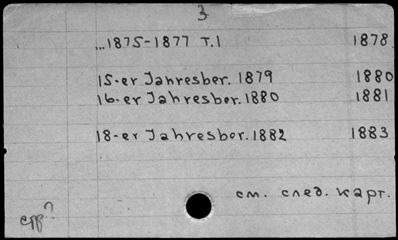 3
...1875-1877 T.1 1878
15-er Jahresber. 1879 1880
16-er Jahresber. 1880 1881
18-er Jahresber. 1882 1883
см. след. карт.